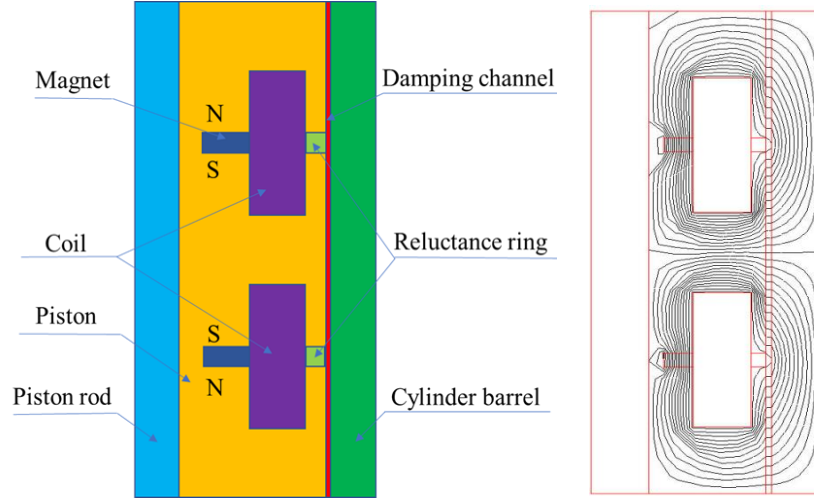 Magnet
N
Damping channel
S
Coil
Reluctance ring
Piston
S
N
Piston rod
Cylinder barrel